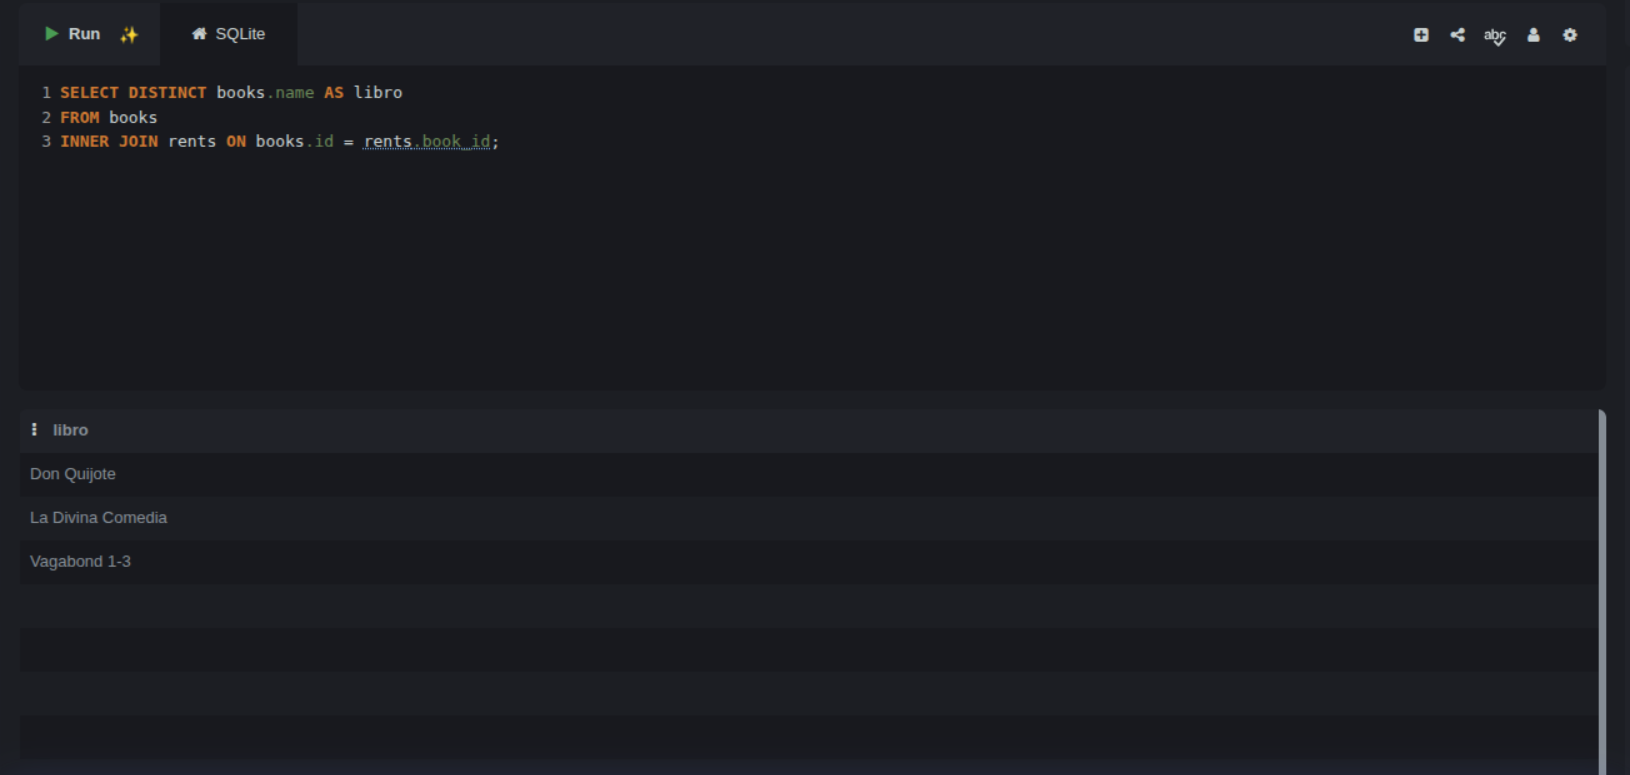 Run SQLite abc
1 SELECT DISTINCT books.name AS libro
2 FROM books
3 INNER JOIN rents ON books.id = rents.book_id;
libro
Don Quijote
La Divina Comedia
Vagabond 1-3